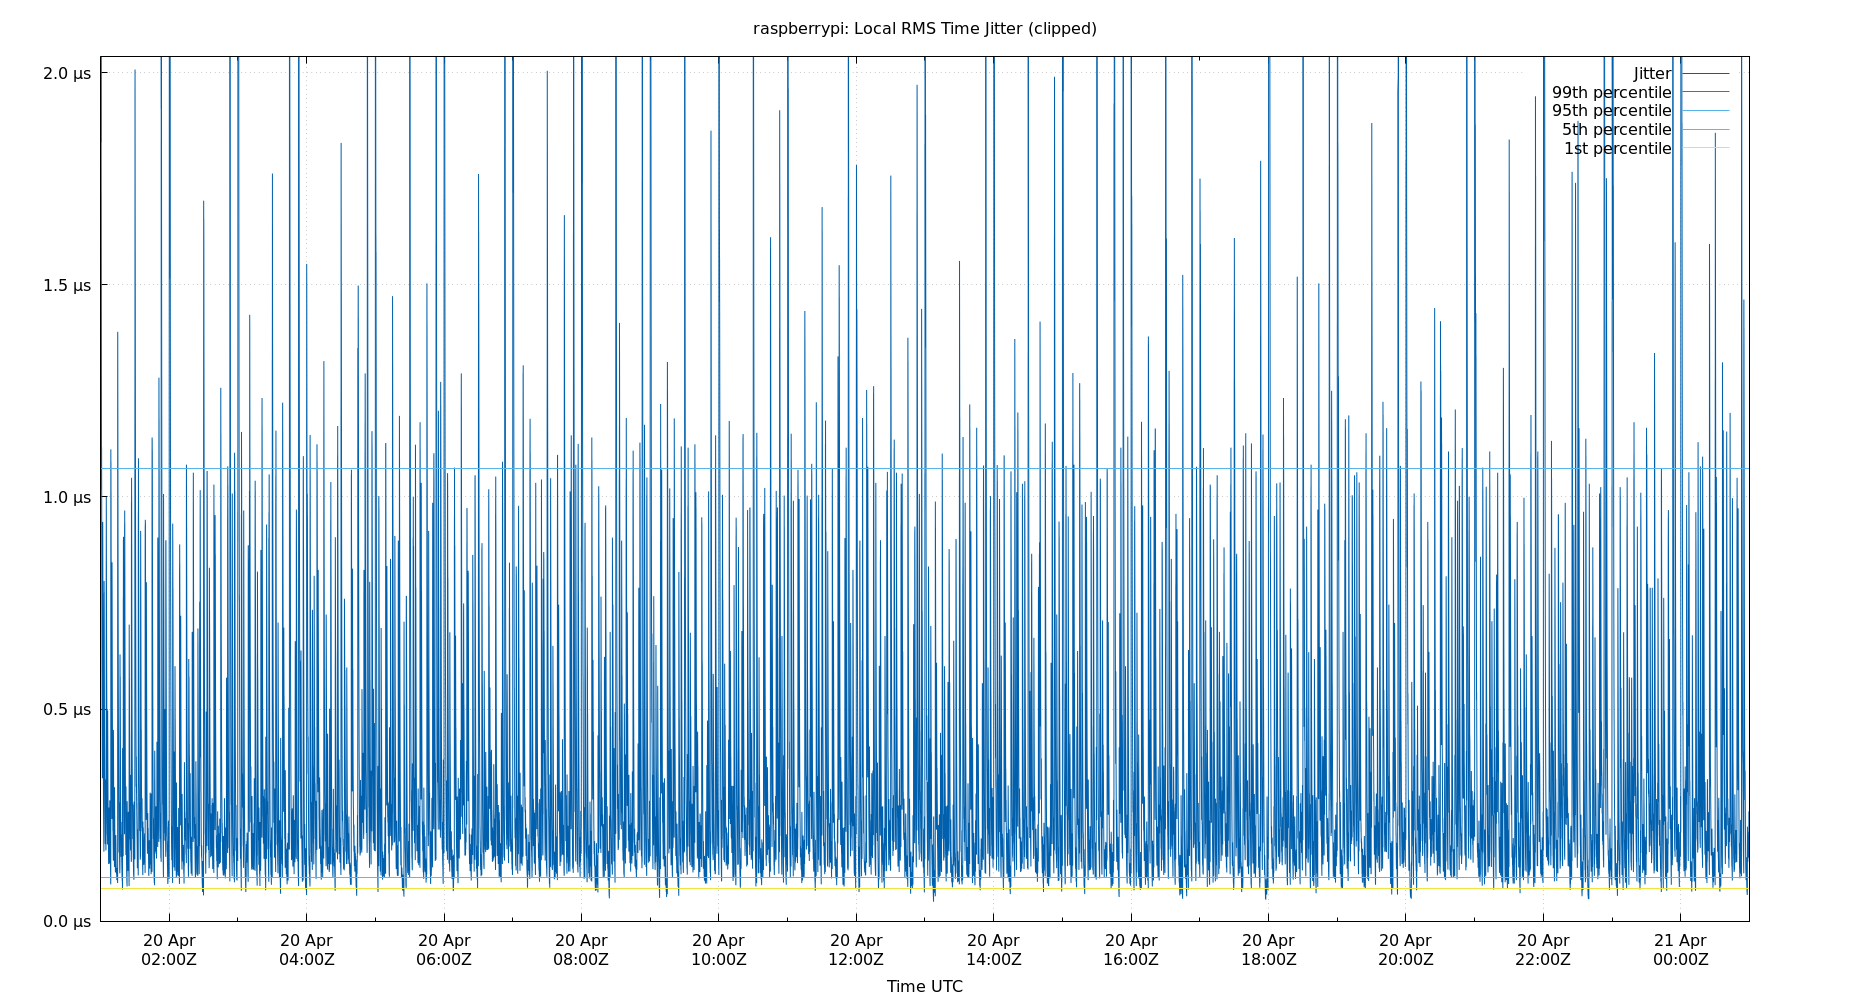 raspberrypi: Local RMS Time Jitter (clipped)
2.0 µs
1.5 µs
1.0 µs
0.5 µs
0.0 µs
Jitter
99th percentile
95th percentile
5th percentile
1st percentile
20 Apr 20 Apr 20 Apr 20 Apr 20 Apr 20 Apr 20 Apr 20 Apr 20 Apr 20 Apr 20 Apr 21 Apr
02:00Z 04:00Z 06:00Z 08:00Z 10:00Z 12:00Z 14:00Z 16:00Z 18:00Z 20:00Z 22:00Z 00:00Z
Time UTC